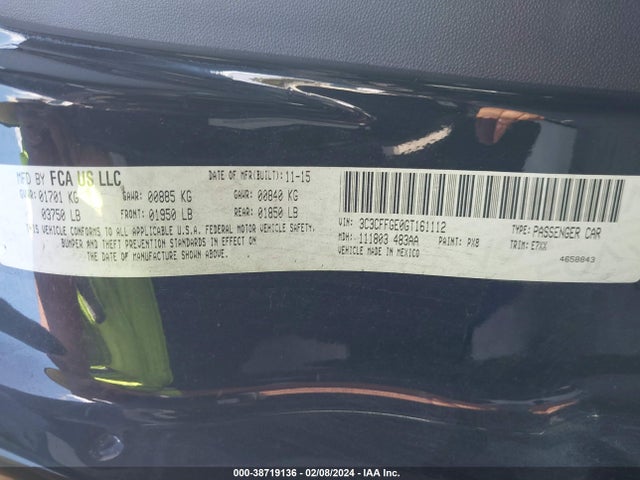 MFD BY FCA US LLC DATE OF MFR(BUILT): 11-15
GVWR: 01701 KG GAWR: 00885 KG GAWR: 00840 KG
03750 LB FRONT: 01950 LB REAR: 01850 LB
THIS VEHICLE CONFORMS TO ALL APPLICABLE U.S.A. FEDERAL MOTOR VEHICLE SAFETY,
BUMPER AND THEFT PREVENTION STANDARDS IN EFFECT ON
THE DATE OF MANUFACTURE SHOWN ABOVE.
VIN: 3C3CFFGE0GT161112 TYPE: PASSENGER CAR
MDH: 111803 483AA PAINT: PX8 TRIM: E7XX
VEHICLE MADE IN MEXICO 4658843
000-38719136 - 02/08/2024 - IAA Inc.